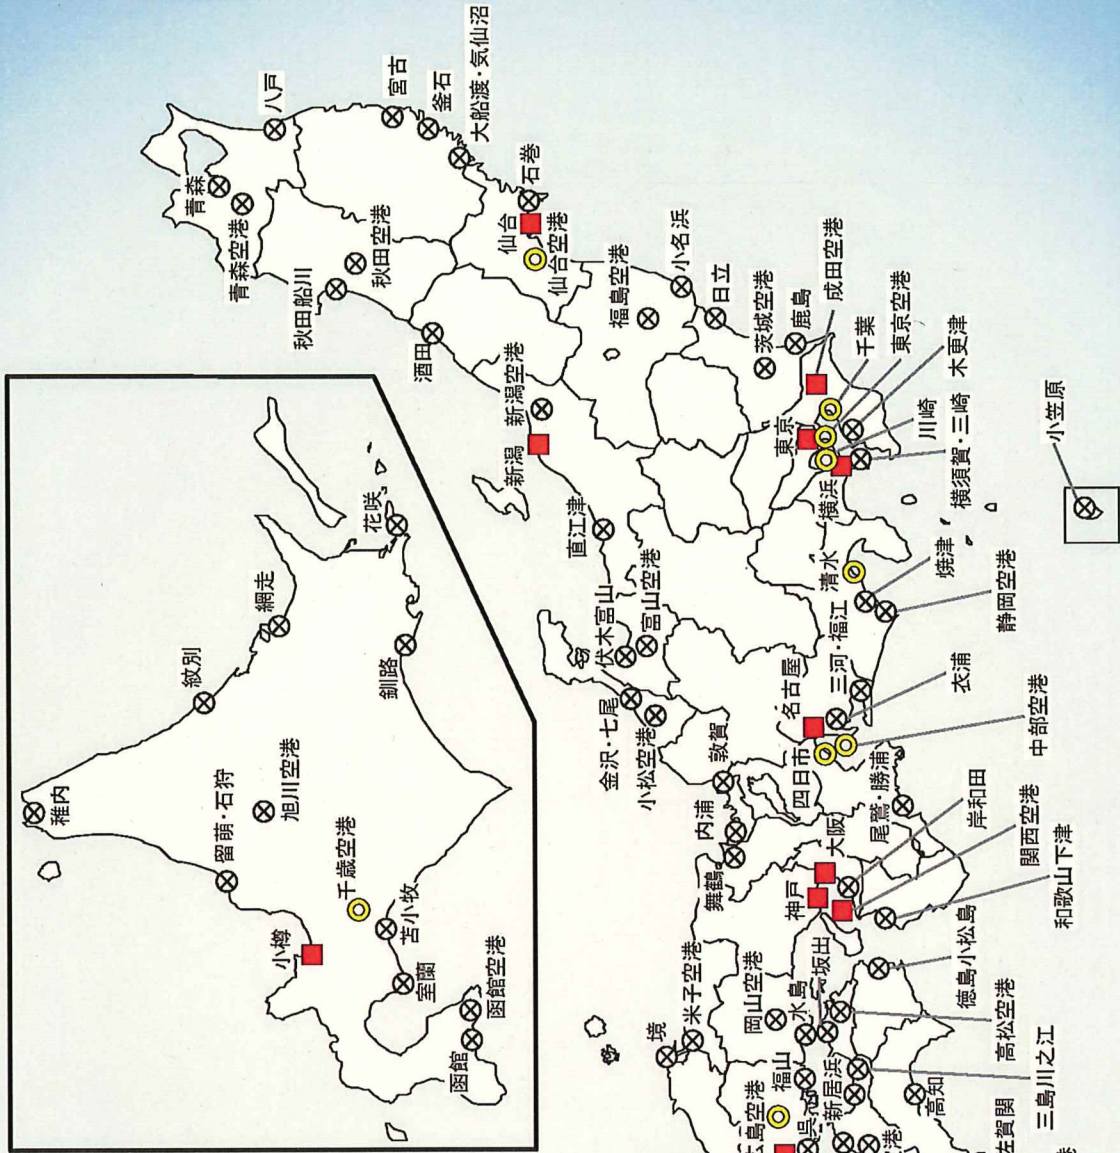 稚内
紋別
網走
花咲
留萌・石狩
旭川空港
釧路
小樽
千歳空港
苫小牧
室蘭
函館空港
函館
青森
八戸
青森空港
宮古
釜石
大船渡・気仙沼
秋田船川
秋田空港
酒田
石巻
仙台
仙台空港
新潟空港
新潟
福島空港
小名浜
日立
茨城空港
鹿島
成田空港
千葉
東京空港
木更津
東京
川崎
横浜
横須賀・三崎
小笠原
直江津
伏木富山
富山空港
金沢・七尾
小松空港
清水
焼津
静岡空港
三河・福江
衣浦
名古屋
中部空港
四日市
敦賀
内浦
舞鶴
尾鷲・勝浦
大阪
神戸
岸和田
関西空港
和歌山下津
徳島小松島
境
米子空港
岡山空港
水島
坂出
高松空港
福山
新居浜
三島川之江
高知
広島空港
呉
佐賀関
港